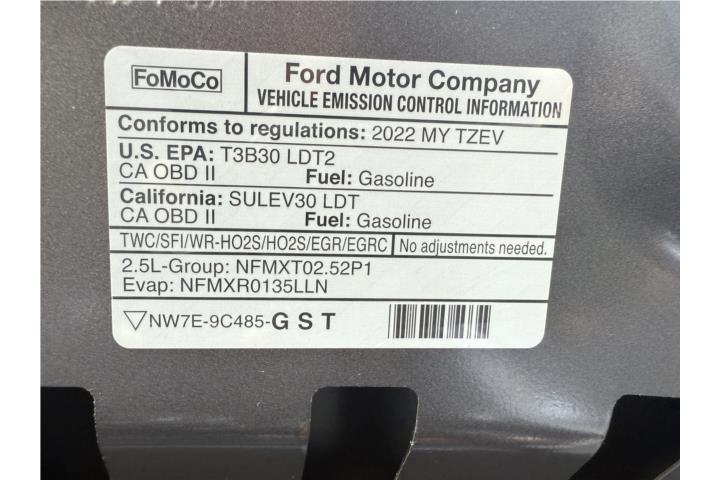 FoMoCo
Ford Motor Company
VEHICLE EMISSION CONTROL INFORMATION
Conforms to regulations: 2022 MY TZEV
U.S. EPA: T3B30 LDT2
CA OBD II Fuel: Gasoline
California: SULEV30 LDT
CA OBD II Fuel: Gasoline
TWC/SFI/WR-HO2S/HO2S/EGR/EGRC No adjustments needed.
2.5L-Group: NFMXT02.52P1
Evap: NFMXR0135LLN
NW7E-9C485-G S T